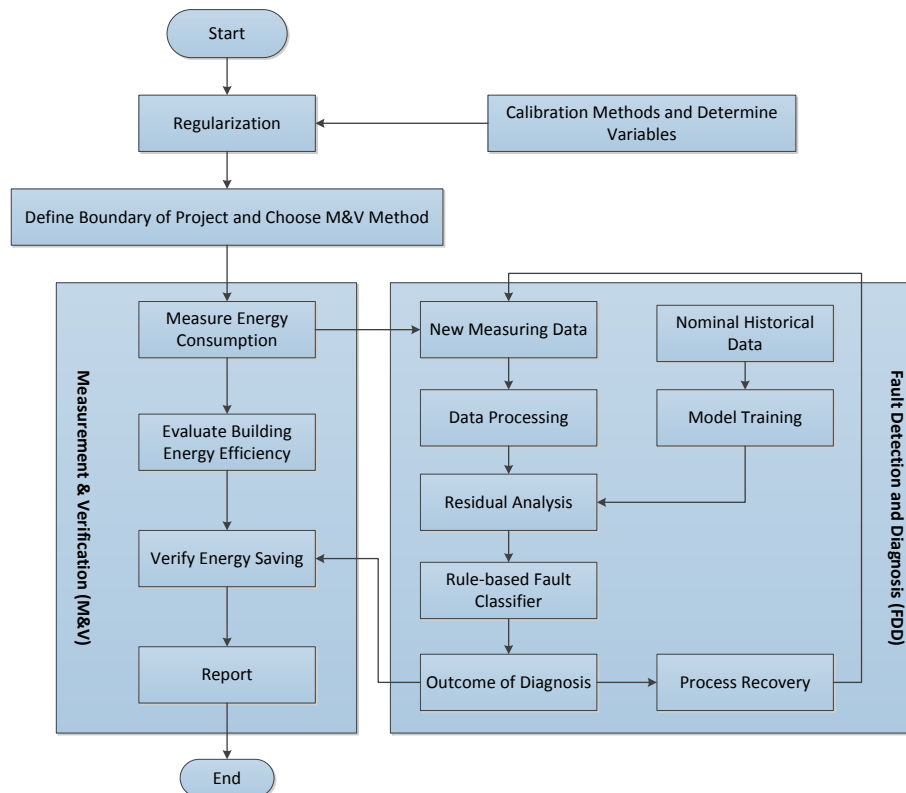 Start
Regularization
Calibration Methods and Determine
Variables
Define Boundary of Project and Choose M&V Method
Measurement & Verification (M&V)
Measure Energy
Consumption
Evaluate Building
Energy Efficiency
Verify Energy Saving
Report
End
New Measuring Data
Data Processing
Residual Analysis
Rule-based Fault
Classifier
Outcome of Diagnosis
Nominal Historical
Data
Model Training
Process Recovery
Fault Detection and Diagnosis (FDD)